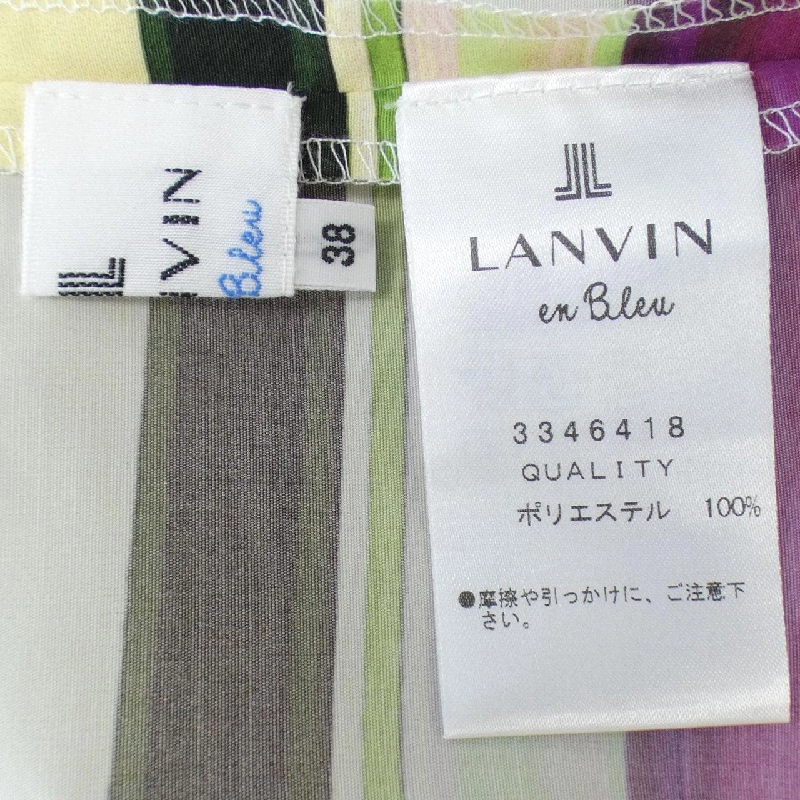 VIN
Bleu
38
LANVIN
en Bleu
3346418
QUALITY
ポリエステル 100%
●摩擦や引っかけに、ご注意下
さい。